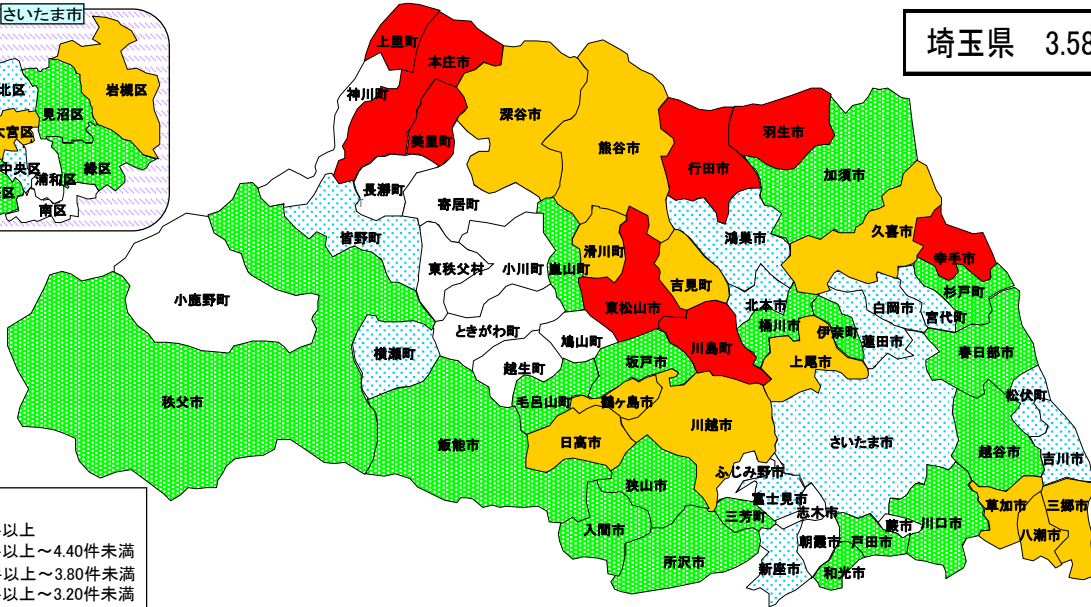 さいたま市
埼玉県 3.58
北区
岩槻区
見沼区
大宮区
中央区
緑区
浦和区
区
南区
上里町
本庄市
神川町
美里町
深谷市
熊谷市
羽生市
行田市
加須市
長瀞町
寄居町
皆野町
鴻巣市
久喜市
幸手市
東秩父村
小川町
嵐山町
滑川町
吉見町
小鹿野町
東松山市
北本市
白岡市
杉戸町
宮代町
桶川市
伊奈町
蓮田市
ときがわ町
鳩山町
川島町
横瀬町
越生町
坂戸市
上尾市
春日部市
秩父市
毛呂山町
鶴ヶ島市
松伏町
飯能市
日高市
川越市
さいたま市
越谷市
吉川市
ふじみ野市
狭山市
富士見市
三芳町
志木市
入間市
蕨市
川口市
草加市
三郷市
朝霞市
戸田市
八潮市
所沢市
新座市
和光市
以上
以上～4.40件未満
以上～3.80件未満
以上～3.20件未満